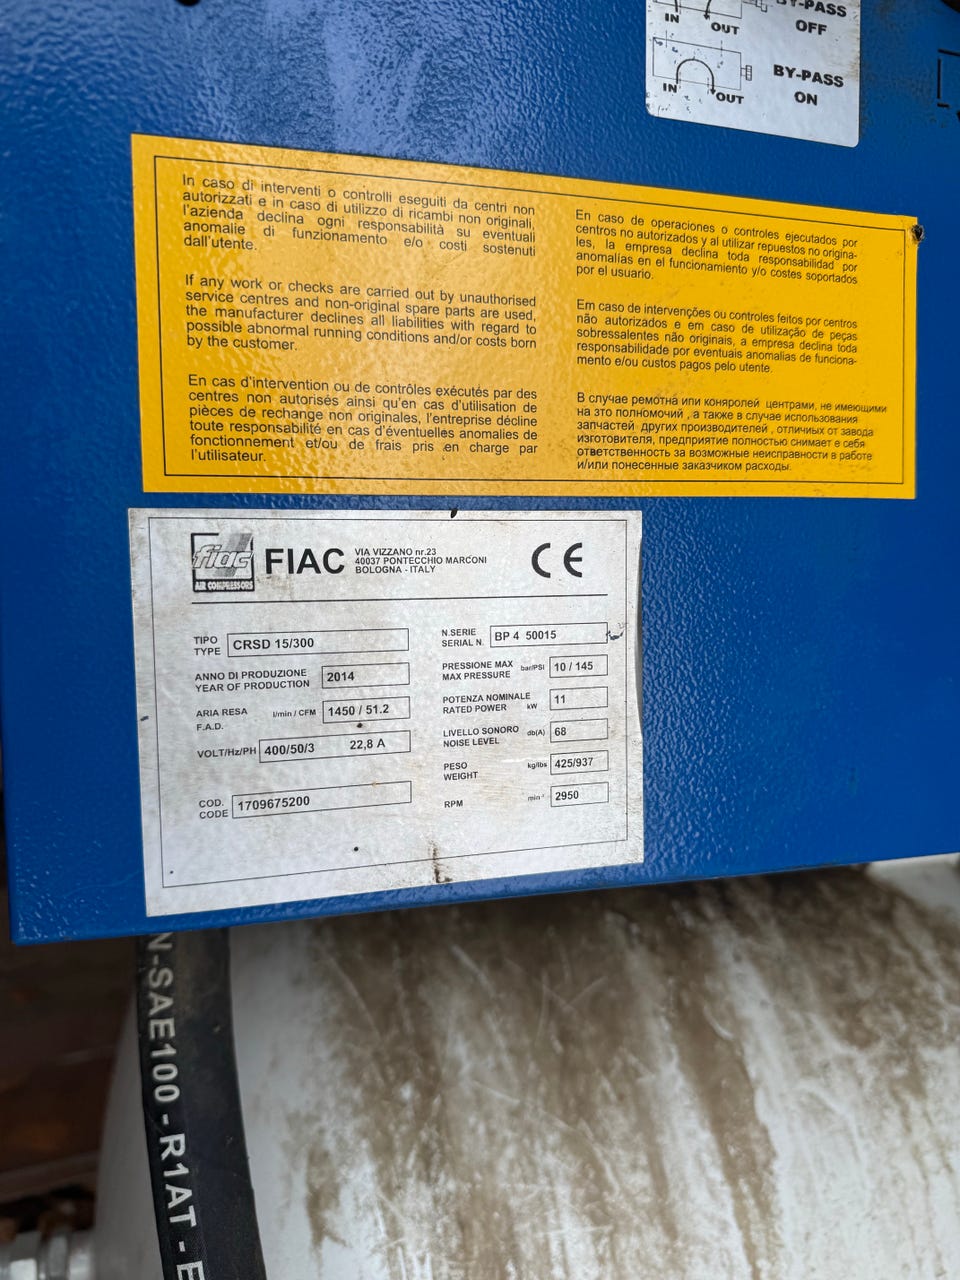 BY-PASS
OFF
IN
OUT
BY-PASS
ON
IN
OUT
In caso di interventi o controlli eseguiti da centri non
autorizzati e in caso di utilizzo di ricambi non originali,
l'azienda declina ogni responsabilità su eventuali
anomalie di funzionamento e/o costi sostenuti
dall'utente.
If any work or checks are carried out by unauthorised
service centres and non-original spare parts are used,
the manufacturer declines all liabilities with regard to
possible abnormal running conditions and/or costs born
by the customer.
En cas d'intervention ou de contrôles exécutés par des
centres non autorisés ainsi qu'en cas d'utilisation de
pièces de rechange non originales, l'entreprise décline
toute responsabilité en cas d'éventuelles anomalies de
fonctionnement et/ou de frais pris en charge par
l'utilisateur.
En caso de operaciones o controles ejecutados por
centros no autorizados y al utilizar repuestos no origina-
les, la empresa declina toda responsabilidad por
anomalías en el funcionamiento y/o costes soportados
por el usuario.
Em caso de intervenções ou controles feitos por centros
não autorizados e em caso de utilização de peças
sobressalentes não originais, a empresa declina toda
responsabilidade por eventuais anomalias de funciona-
mento e/ou custos pagos pelo utente.
В случае ремотна или коняролей центрами, не имеющими
на зто полномочий , а также в случае использования
запчастей других производителей , отличных от завода
изготовителя, предприятие полностью снимает е себя
ответственность за возможные неисправности в работе
и/или понесенные заказчиком расходы.
fiac
AIR COMPRESSORS
FIAC
VIA VIZZANO nr.23
40037 PONTECCHIO MARCONI
BOLOGNA - ITALY
CE
TIPO
TYPE
CRSD 15/300
N.SERIE
SERIAL N.
BP 4 50015
ANNO DI PRODUZIONE
YEAR OF PRODUCTION
2014
PRESSIONE MAX
MAX PRESSURE
bar/PSI
10 / 145
ARIA RESA
F.A.D.
l/min / CFM
1450 / 51.2
POTENZA NOMINALE
RATED POWER
kW
11
VOLT/Hz/PH
400/50/3 22,8 A
LIVELLO SONORO
NOISE LEVEL
db(A)
68
PESO
WEIGHT
kg/lbs
425/937
COD.
CODE
1709675200
RPM
min⁻¹
2950
N-SAE100 - R1AT - E